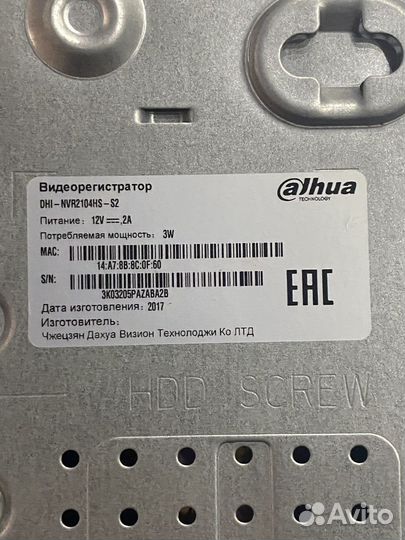 Видеорегистратор
DHI-NVR2104HS-S2
Питание: 12V⎓,2A
Потребляемая мощность: 3W
MAC:
14:A7:8B:8C:0F:60
S/N:
3K03205PAZABA2B
Дата изготовления: 2017
Изготовитель:
Чжецзян Дахуа Визион Технолоджи Ко ЛТД
alhua
TECHNOLOGY
EAC
HDD SCREW
Avito